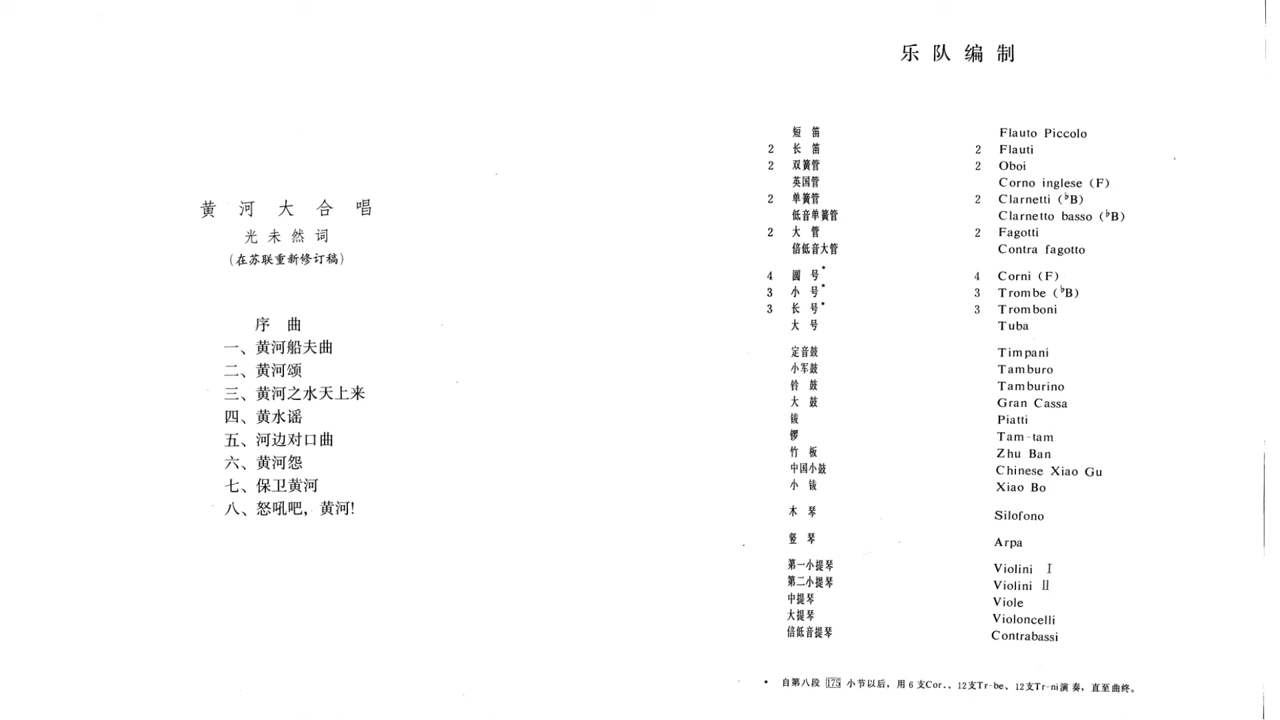 黄河大合唱
光未然词
(在苏联重新修订稿)
序 曲
一、黄河船夫曲
二、黄河颂
三、黄河之水天上来
四、黄水谣
五、河边对口曲
六、黄河怨
七、保卫黄河
八、怒吼吧，黄河!
乐队编制
短笛 Flauto Piccolo
2 长笛 2 Flauti
2 双簧管 2 Oboi
英国管 Corno inglese (F)
2 单簧管 2 Clarnetti (♭B)
低音单簧管 Clarnetto basso (♭B)
2 大管 2 Fagotti
倍低音大管 Contra fagotto
4 圆号* 4 Corni (F)
3 小号* 3 Trombe (♭B)
3 长号* 3 Tromboni
大号 Tuba
定音鼓 Timpani
小军鼓 Tamburo
铃鼓 Tamburino
大鼓 Gran Cassa
钹 Piatti
锣 Tam-tam
竹板 Zhu Ban
中国小鼓 Chinese Xiao Gu
小钹 Xiao Bo
木琴 Silofono
竖琴 Arpa
第一小提琴 Violini I
第二小提琴 Violini II
中提琴 Viole
大提琴 Violoncelli
倍低音提琴 Contrabassi
* 自第八段 175 小节以后，用6支Cor.、12支Tr-be、12支Tr-ni演奏，直至曲终。